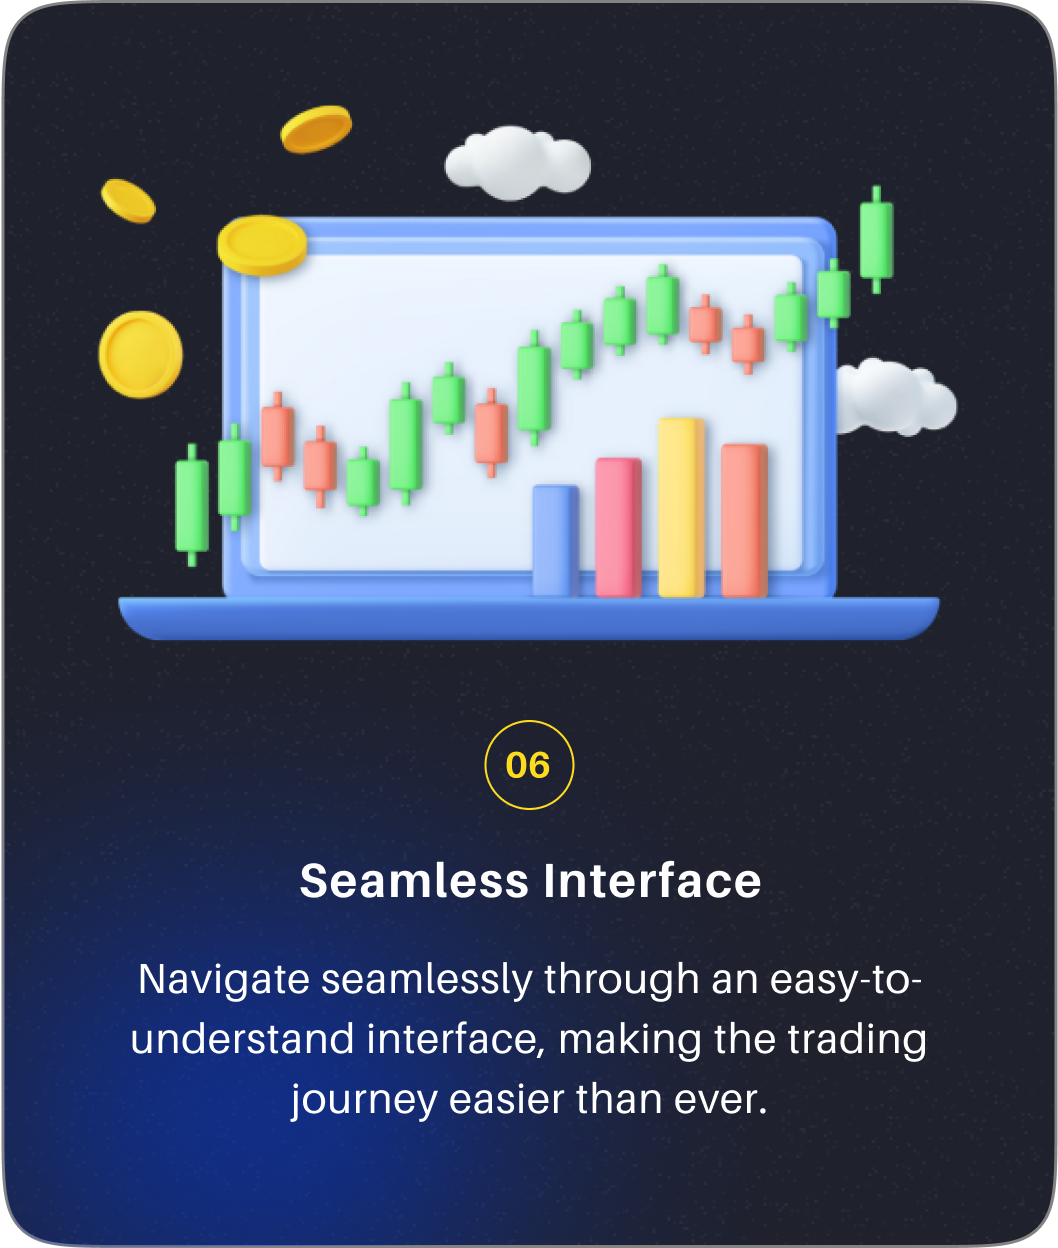 06
Seamless Interface
Navigate seamlessly through an easy-to-
understand interface, making the trading
journey easier than ever.